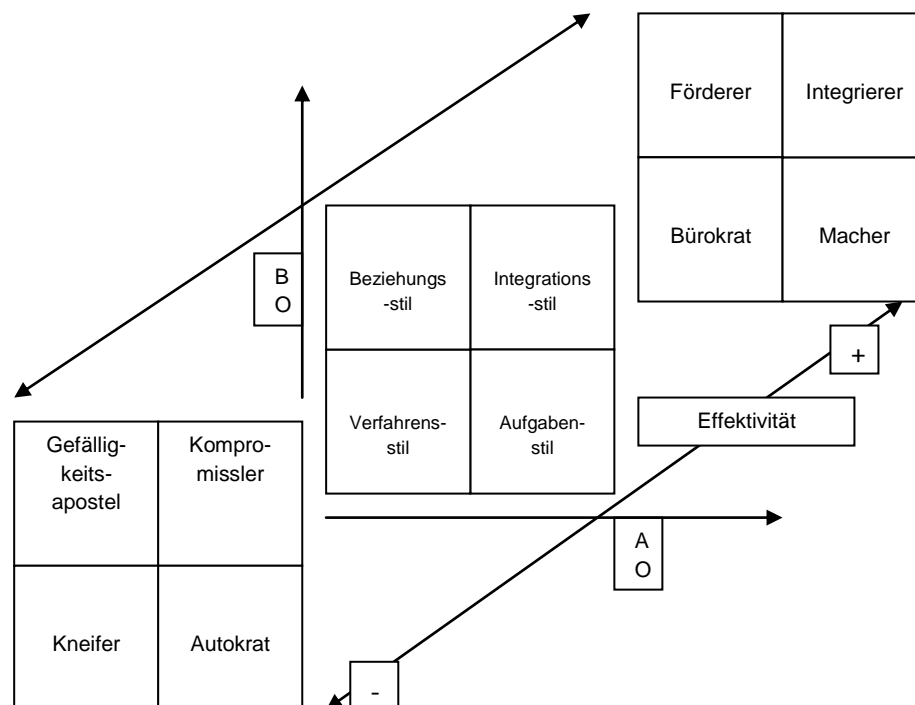 Förderer
Integrierer
Bürokrat
Macher
B
O
Beziehungs
-stil
Integrations
-stil
Verfahrens-
stil
Aufgaben-
stil
+
Effektivität
Gefällig-
keits-
apostel
Kompro-
missler
Kneifer
Autokrat
A
O
-